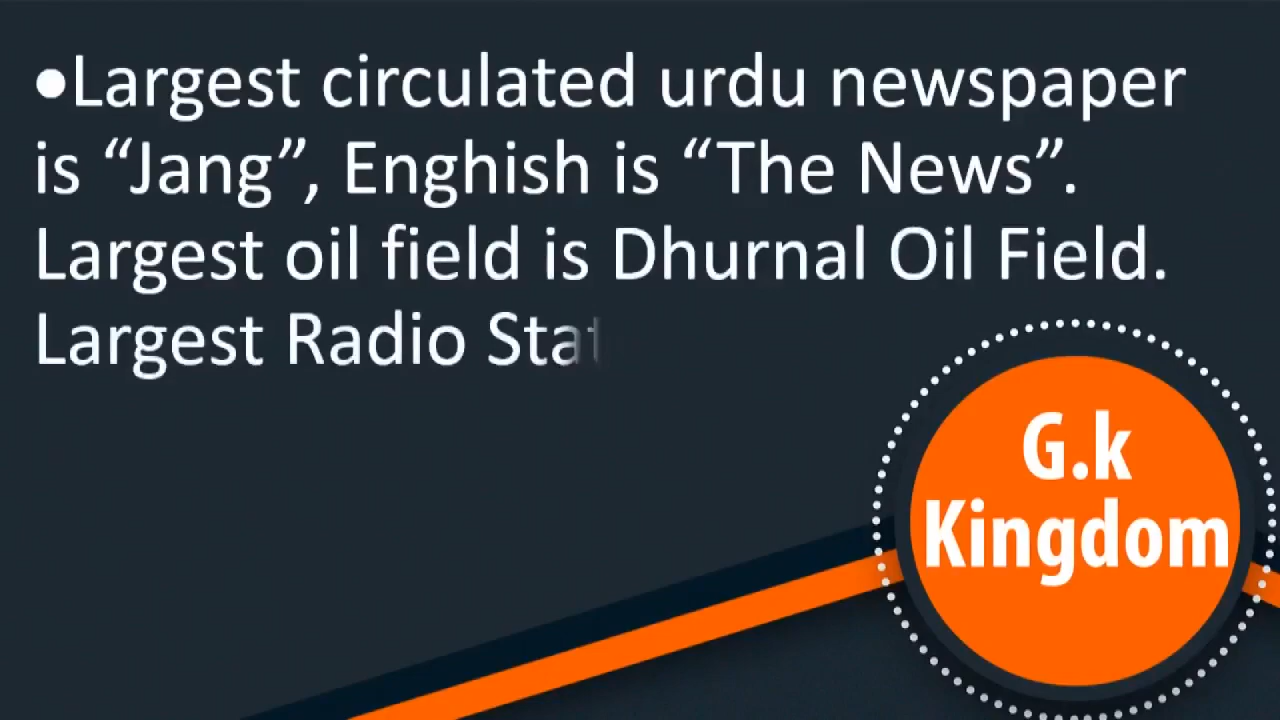 ●Largest circulated urdu newspaper
is “Jang”, Enghish is “The News”.
Largest oil field is Dhurnal Oil Field.
Largest Radio Stat
G.k
Kingdom